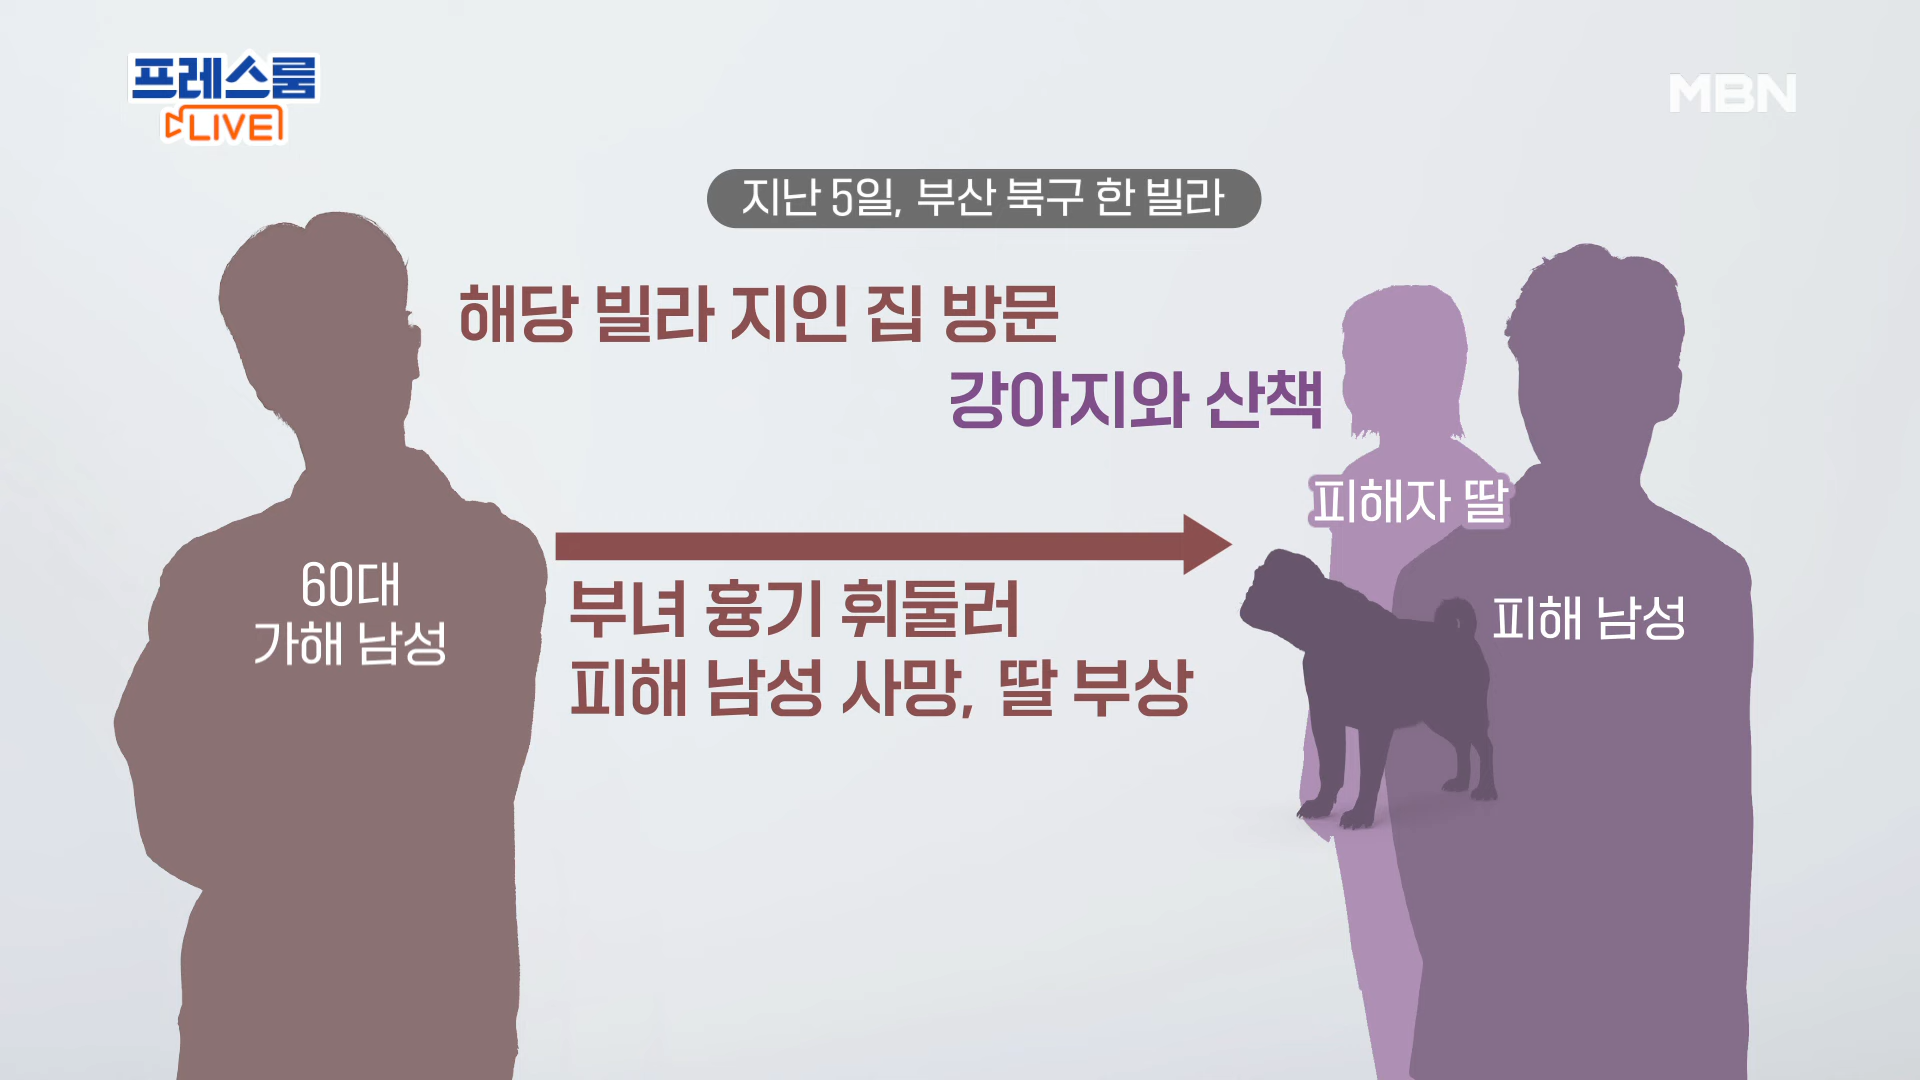 프레스룸
LIVE
MBN
지난 5일, 부산 북구 한 빌라
해당 빌라 지인 집 방문
강아지와 산책
피해자 딸
60대
가해 남성
부녀 흉기 휘둘러
피해 남성 사망, 딸 부상
피해 남성